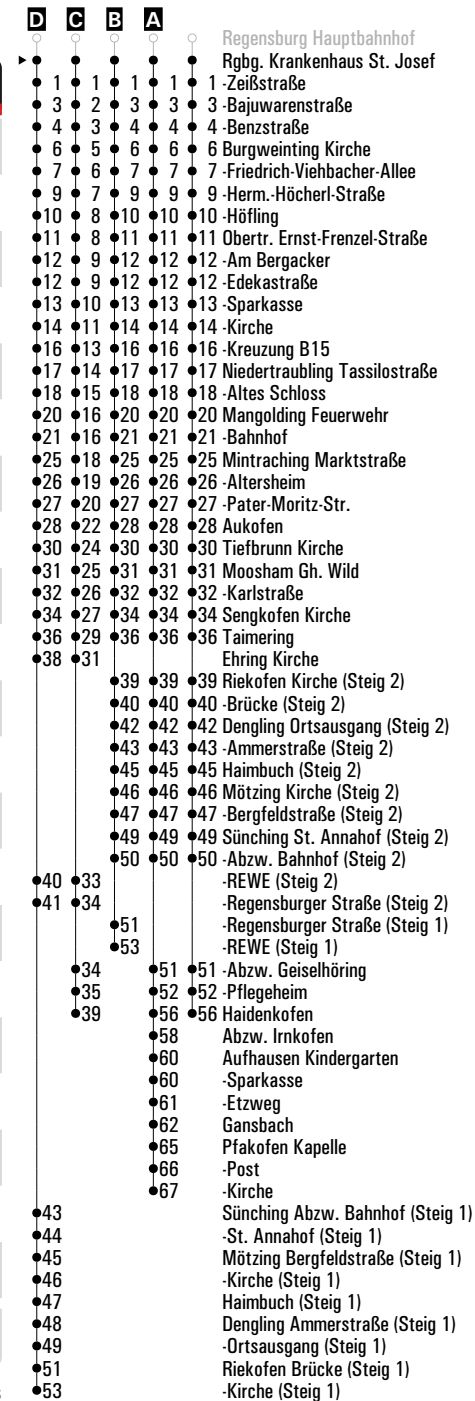 D C B A
Regensburg Hauptbahnhof
Rgbg. Krankenhaus St. Josef
1 1 1 1 1 -Zeißstraße
3 2 3 3 3 -Bajuwarenstraße
4 3 4 4 4 -Benzstraße
6 5 6 6 6 Burgweinting Kirche
7 6 7 7 7 -Friedrich-Viehbacher-Allee
9 7 9 9 9 -Herm.-Höcherl-Straße
10 8 10 10 10 -Höfling
11 8 11 11 11 Obertr. Ernst-Frenzel-Straße
12 9 12 12 12 -Am Bergacker
12 9 12 12 12 -Edekastraße
13 10 13 13 13 -Sparkasse
14 11 14 14 14 -Kirche
16 13 16 16 16 -Kreuzung B15
17 14 17 17 17 Niedertraubling Tassilostraße
18 15 18 18 18 -Altes Schloss
20 16 20 20 20 Mangolding Feuerwehr
21 16 21 21 21 -Bahnhof
25 18 25 25 25 Mintraching Marktstraße
26 19 26 26 26 -Altersheim
27 20 27 27 27 -Pater-Moritz-Str.
28 22 28 28 28 Aukofen
30 24 30 30 30 Tiefbrunn Kirche
31 25 31 31 31 Moosham Gh. Wild
32 26 32 32 32 -Karlstraße
34 27 34 34 34 Sengkofen Kirche
36 29 36 36 36 Taimering
38 31 Ehring Kirche
39 39 39 Riekofen Kirche (Steig 2)
40 40 40 -Brücke (Steig 2)
42 42 42 Dengling Ortsausgang (Steig 2)
43 43 43 -Ammerstraße (Steig 2)
45 45 45 Haimbuch (Steig 2)
46 46 46 Mötzing Kirche (Steig 2)
47 47 47 -Bergfeldstraße (Steig 2)
49 49 49 Sünching St. Annahof (Steig 2)
50 50 50 -Abzw. Bahnhof (Steig 2)
40 33 -REWE (Steig 2)
41 34 -Regensburger Straße (Steig 2)
51 -Regensburger Straße (Steig 1)
53 -REWE (Steig 1)
34 51 51 -Abzw. Geiselhöring
35 52 52 -Pflegeheim
39 56 56 Haidenkofen
58 Abzw. Irnkofen
60 Aufhausen Kindergarten
60 -Sparkasse
61 -Etzweg
62 Gansbach
65 Pfakofen Kapelle
66 -Post
67 -Kirche
43 Sünching Abzw. Bahnhof (Steig 1)
44 -St. Annahof (Steig 1)
45 Mötzing Bergfeldstraße (Steig 1)
46 -Kirche (Steig 1)
47 Haimbuch (Steig 1)
48 Dengling Ammerstraße (Steig 1)
49 -Ortsausgang (Steig 1)
51 Riekofen Brücke (Steig 1)
53 -Kirche (Steig 1)